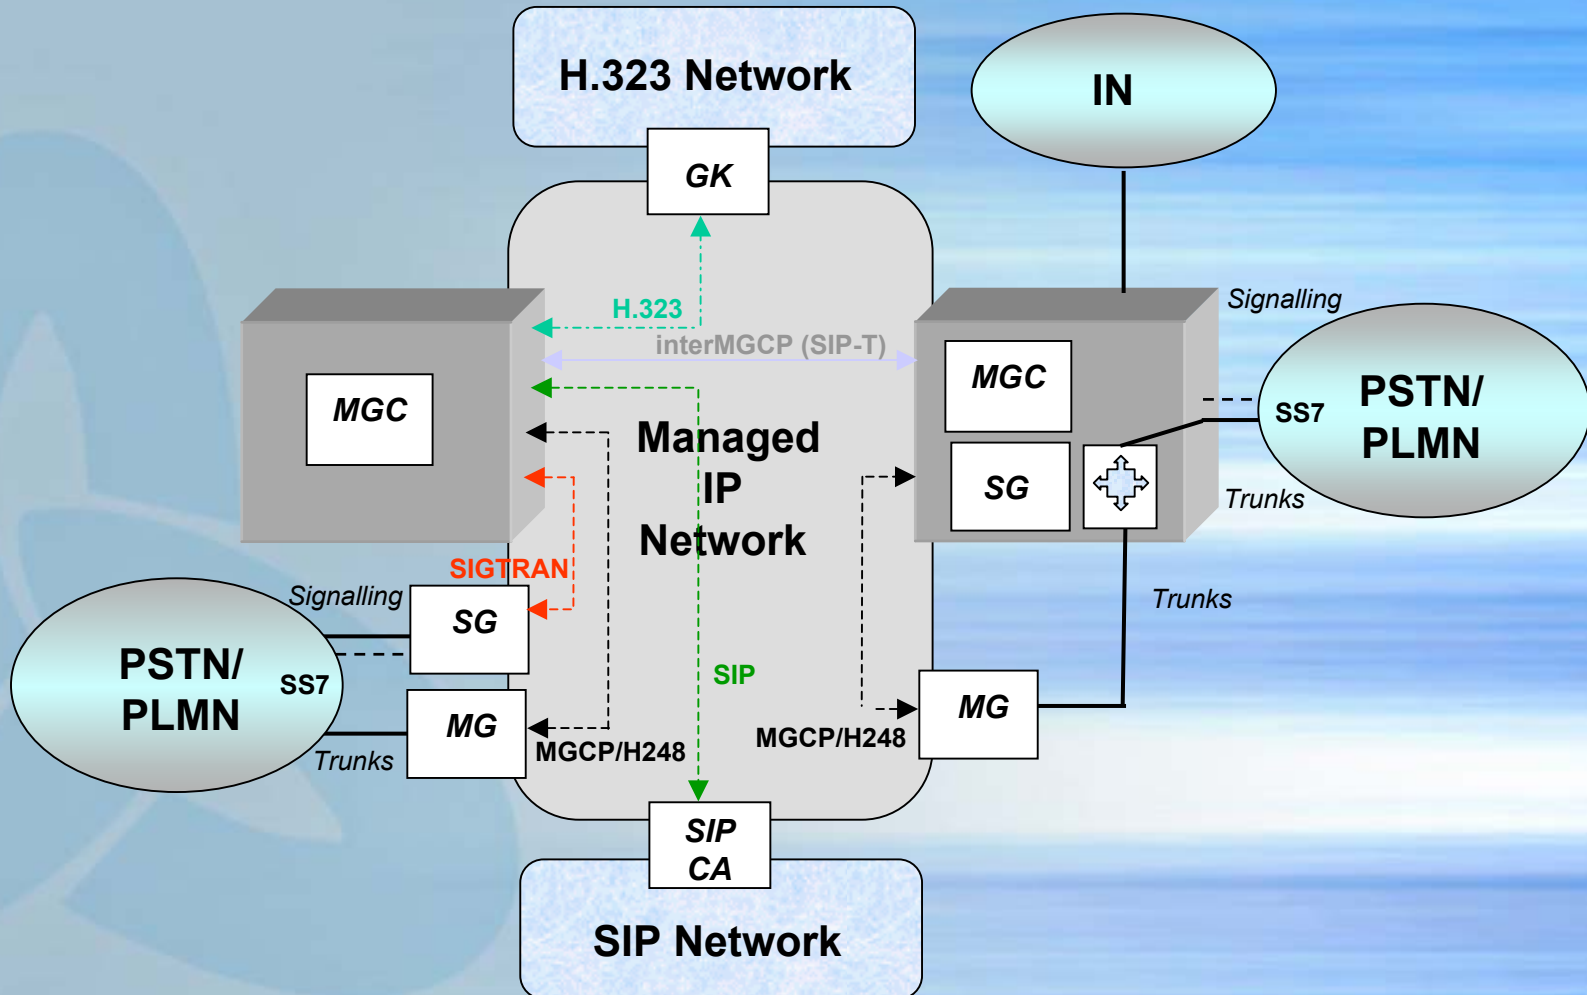 H.323 Network
IN
GK
H.323
Signalling
interMGCP (SIP-T)
MGC
MGC
PSTN/
PLMN
SS7
Managed
IP
Network
SG
Trunks
SIGTRAN
Signalling
SG
Trunks
PSTN/
PLMN
SS7
SIP
MG
MG
Trunks
MGCP/H248
MGCP/H248
SIP
CA
SIP Network